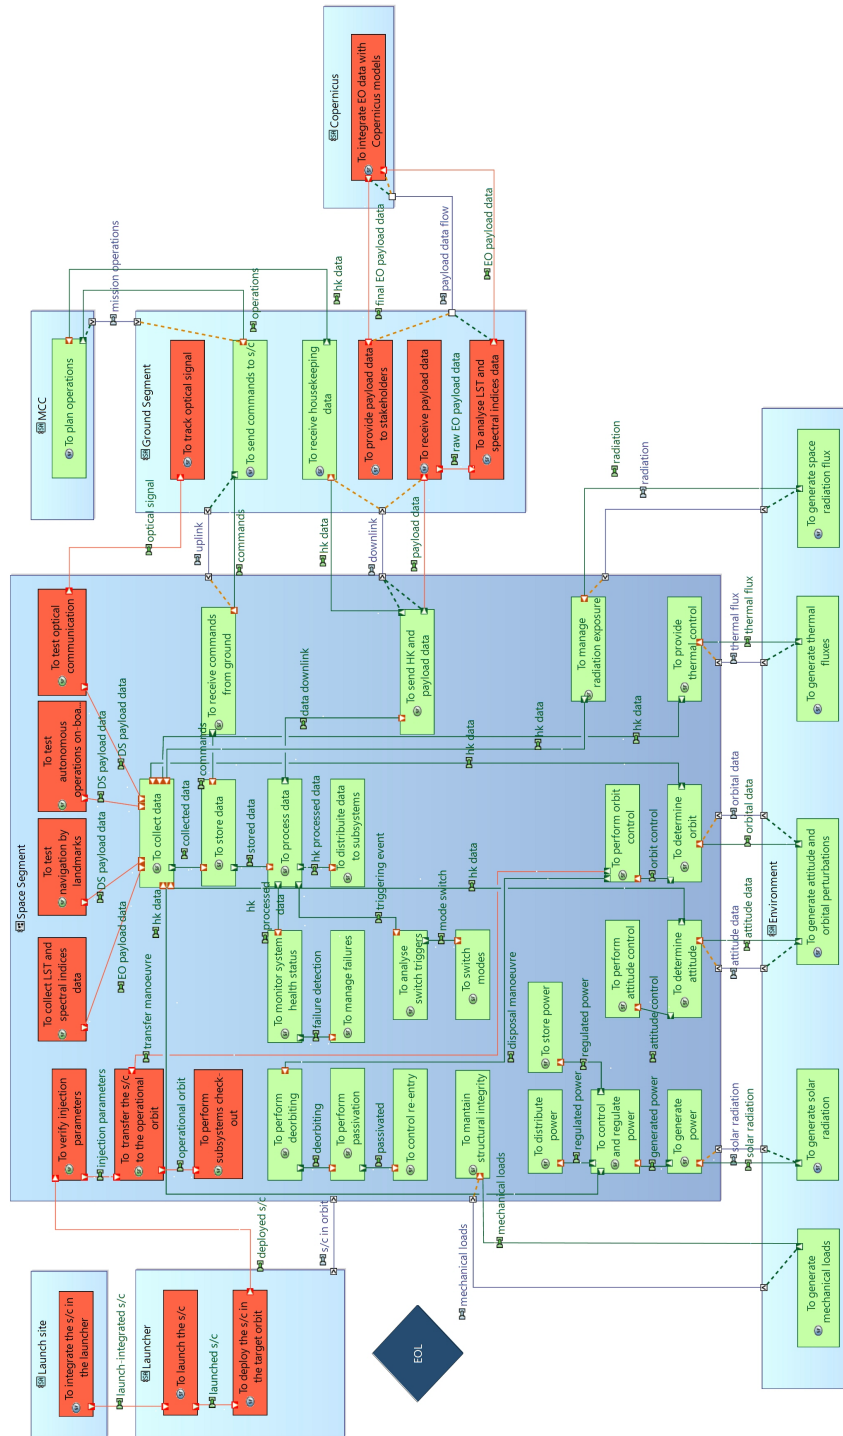 Launch site
To integrate the s/c in
the launcher
launch-integrated s/c
Launcher
To launch the s/c
launched s/c
To deploy the s/c in
the target orbit
deployed s/c
s/c in orbit
EOL
Space Segment
To verify injection
parameters
injection parameters
To transfer the s/c
to the operational
orbit
operational orbit
To perform
subsystems check-
out
transfer manoeuvre
To collect LST and
spectral indices
data
To test
navigation by
landmarks
To test
autonomous
operations on-boa...
To test optical
communication
EO payload data
DS payload data
DS payload data
DS payload data
hk data
To collect data
collected data
To store data
stored data
commands
To receive commands
from ground
To process data
data downlink
hk processed data
To distribuite data
to subsystems
To send HK and
payload data
hk
processed
data
triggering event
To monitor system
health status
failure detection
To manage failures
To analyse
switch triggers
mode switch
To switch
modes
To perform
deorbiting
deorbiting
To perform
passivation
passivated
To control re-entry
To mantain
structural integrity
disposal manoeuvre
To distribute
power
To store power
regulated power
regulated power
To control
and regulate
power
generated power
To generate
power
To perform
attitude control
attitude control
To determine
attitude
To perform orbit
control
orbit control
To determine
orbit
hk data
hk data
hk data
hk data
To manage
radiation exposure
To provide
thermal control
optical signal
uplink
commands
hk data
downlink
payload data
MCC
To plan operations
mission operations
Ground Segment
To track optical signal
To send commands to s/c
operations
To receive housekeeping
data
hk data
To provide payload data
to stakeholders
To receive payload data
raw EO payload data
To analyse LST and
spectral indices data
final EO payload data
payload data flow
EO payload data
Copernicus
To integrate EO data with
Copernicus models
mechanical loads
mechanical loads
solar radiation
solar radiation
attitude data
attitude data
orbital data
orbital data
thermal flux
thermal flux
radiation
radiation
Environment
To generate
mechanical loads
To generate solar
radiation
To generate attitude and
orbital perturbations
To generate thermal
fluxes
To generate space
radiation flux